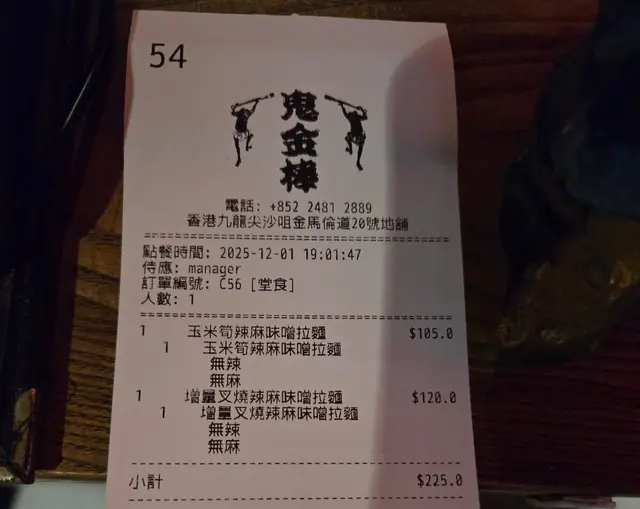 54
鬼金棒
電話: +852 2481 2889
香港九龍尖沙咀金馬倫道20號地舖
點餐時間: 2025-12-01 19:01:47
侍應: manager
訂單編號: C56 [堂食]
人數: 1
1 玉米筍辣麻味噌拉麵 $105.0
1 玉米筍辣麻味噌拉麵
無辣
無麻
1 增量叉燒辣麻味噌拉麵 $120.0
1 增量叉燒辣麻味噌拉麵
無辣
無麻
小計 $225.0